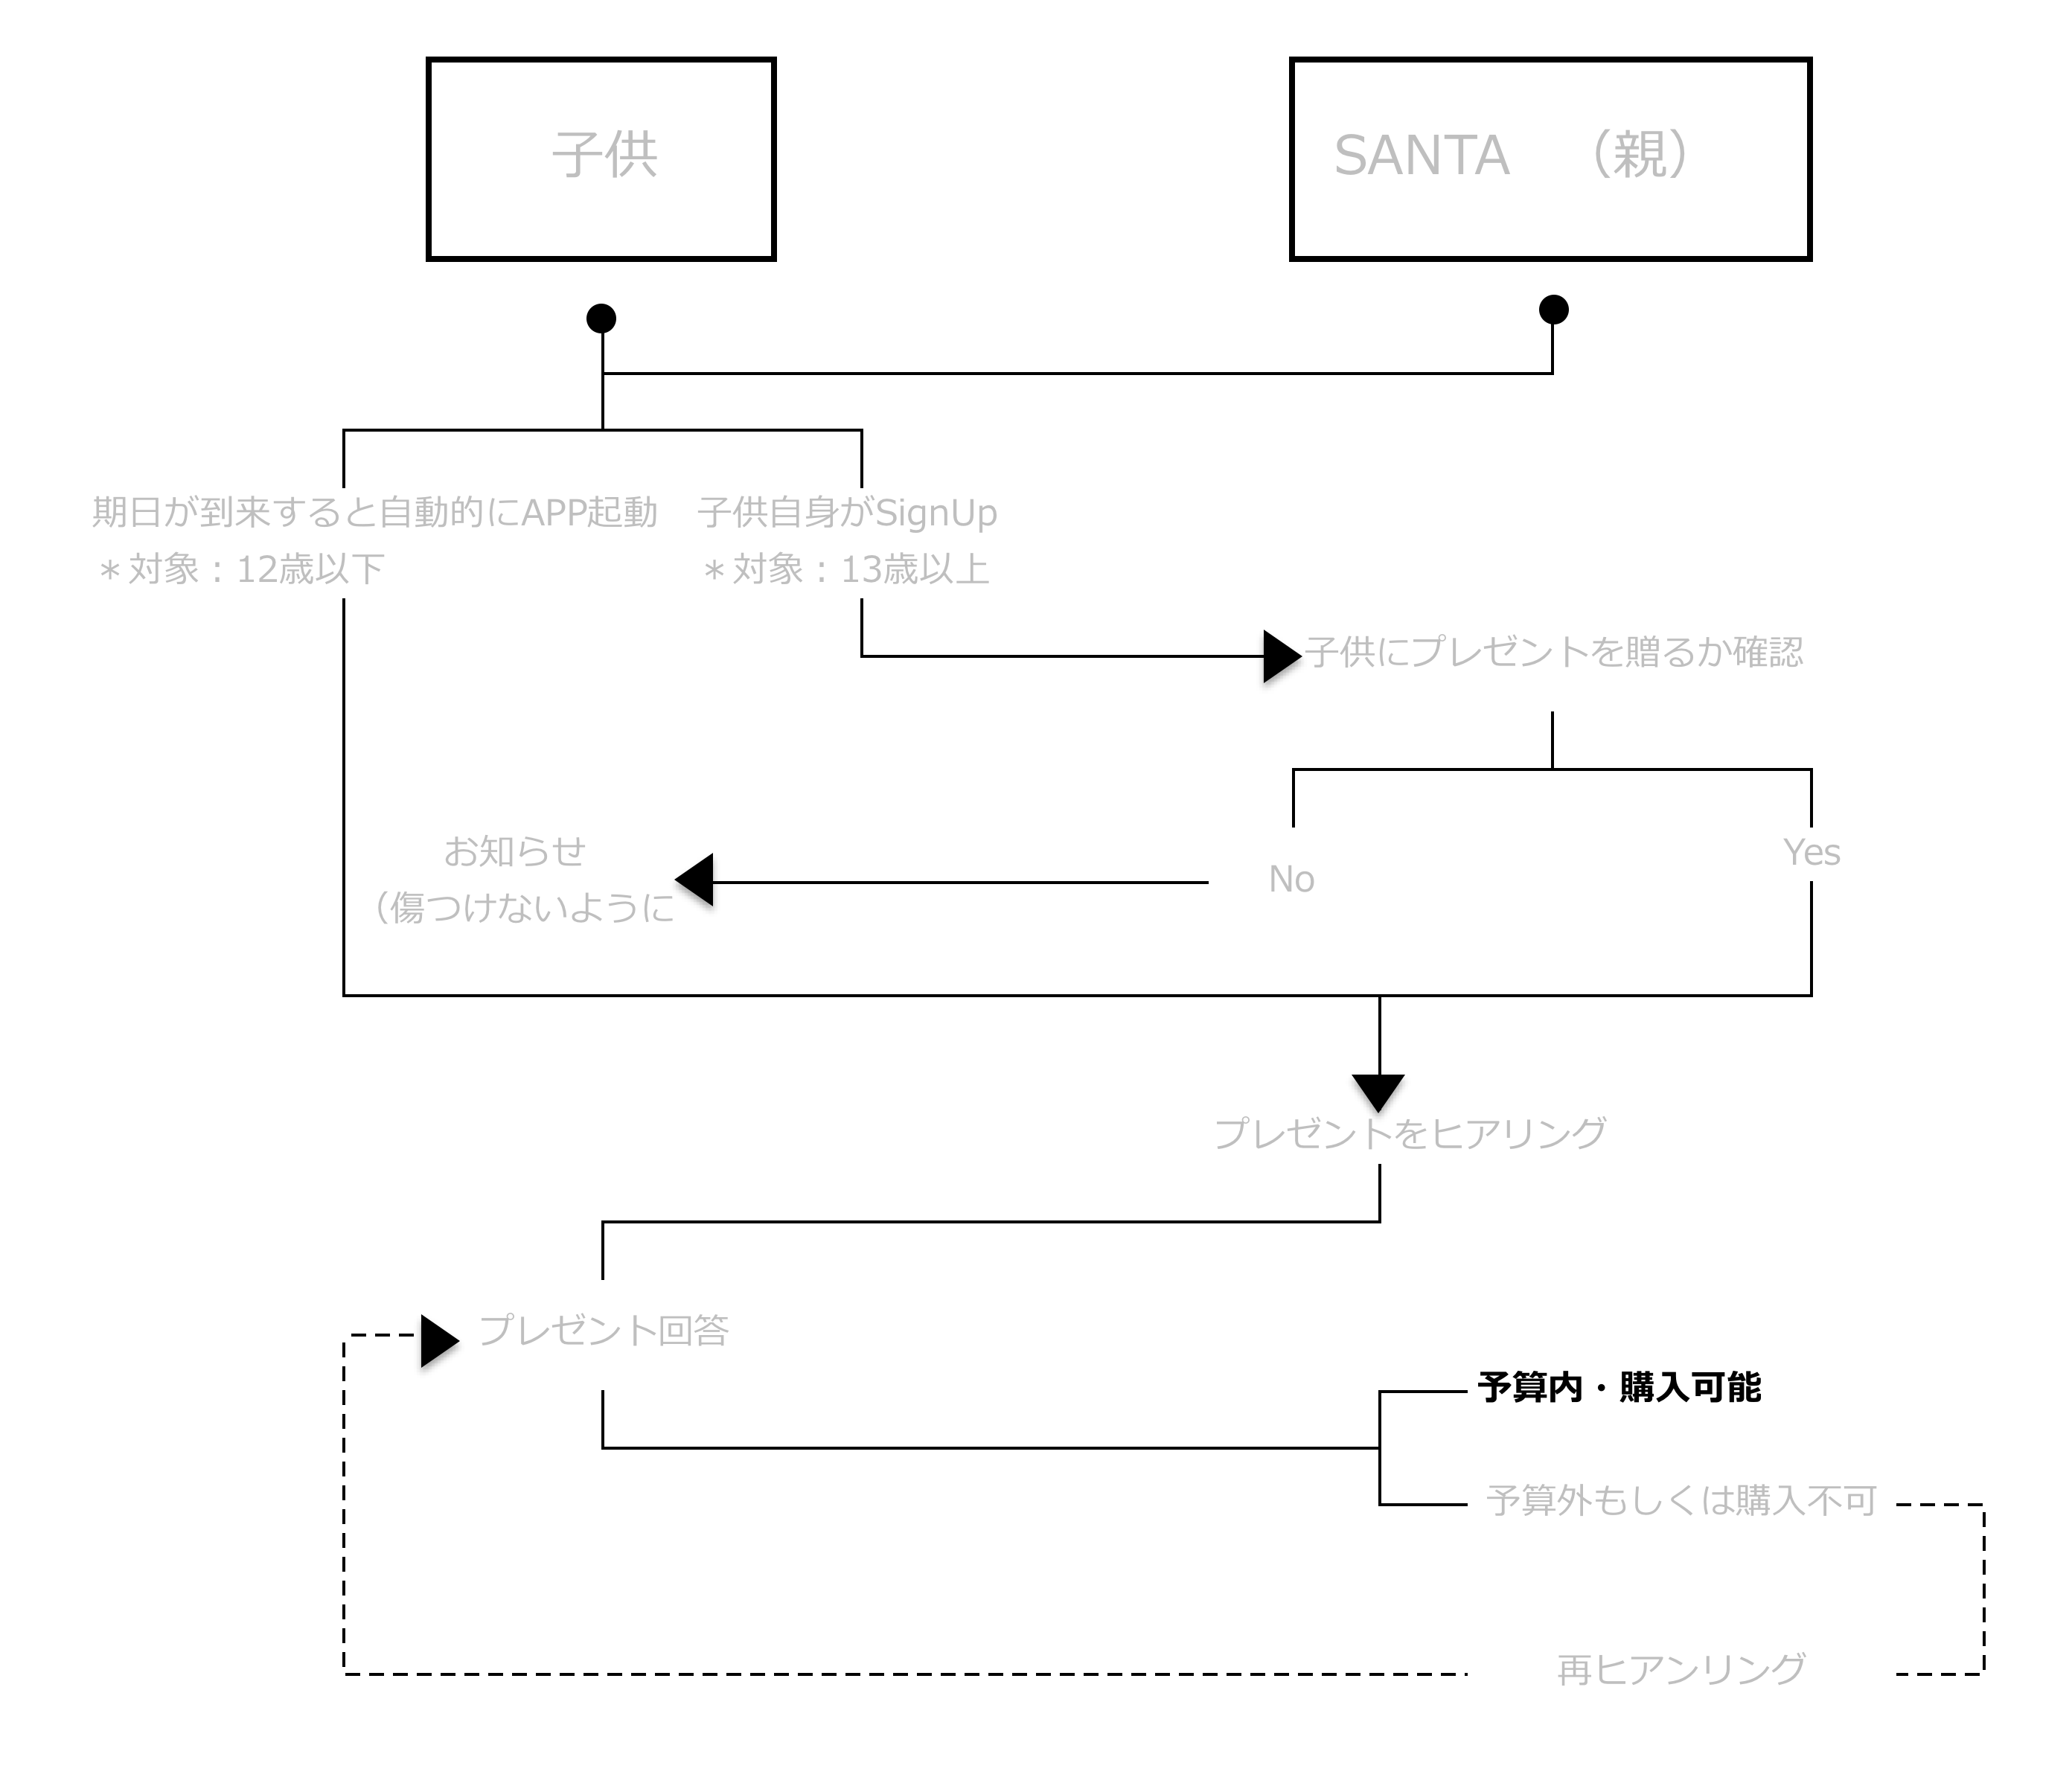 子供
SANTA　（親）
期日が到来すると自動的にAPP起動
＊対象：12歳以下
子供自身がSignUp
＊対象：13歳以上
子供にプレゼントを贈るか確認
お知らせ
（傷つけないように
No
Yes
プレゼントをヒアリング
プレゼント回答
予算内・購入可能
予算外もしくは購入不可
再ヒアンリング